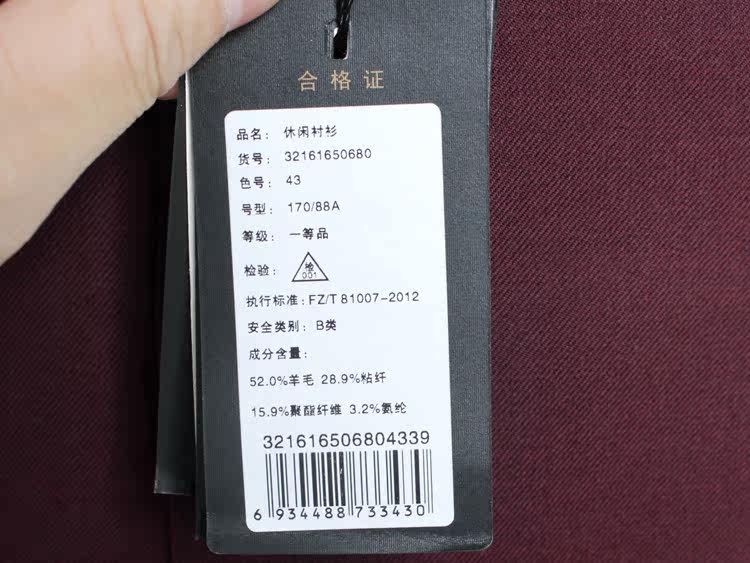 合格证
品名: 休闲衬衫
货号: 32161650680
色号: 43
号型: 170/88A
等级: 一等品
检验: 检 001
执行标准: FZ/T 81007-2012
安全类别: B类
成分含量:
52.0%羊毛 28.9%粘纤
15.9%聚酯纤维 3.2%氨纶
321616506804339
6 934488 733430